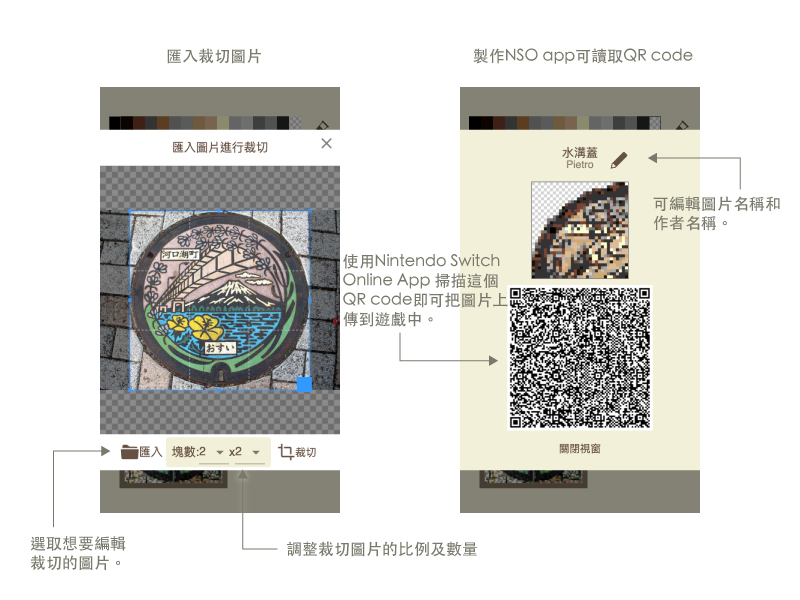 匯入裁切圖片
製作NSO app可讀取QR code
匯入圖片進行裁切
河口湖町
おすい
匯入
塊數:2
x2
裁切
選取想要編輯
裁切的圖片。
調整裁切圖片的比例及數量
水溝蓋
Pietro
可編輯圖片名稱和
作者名稱。
使用Nintendo Switch
Online App 掃描這個
QR code即可把圖片上
傳到遊戲中。
關閉視窗